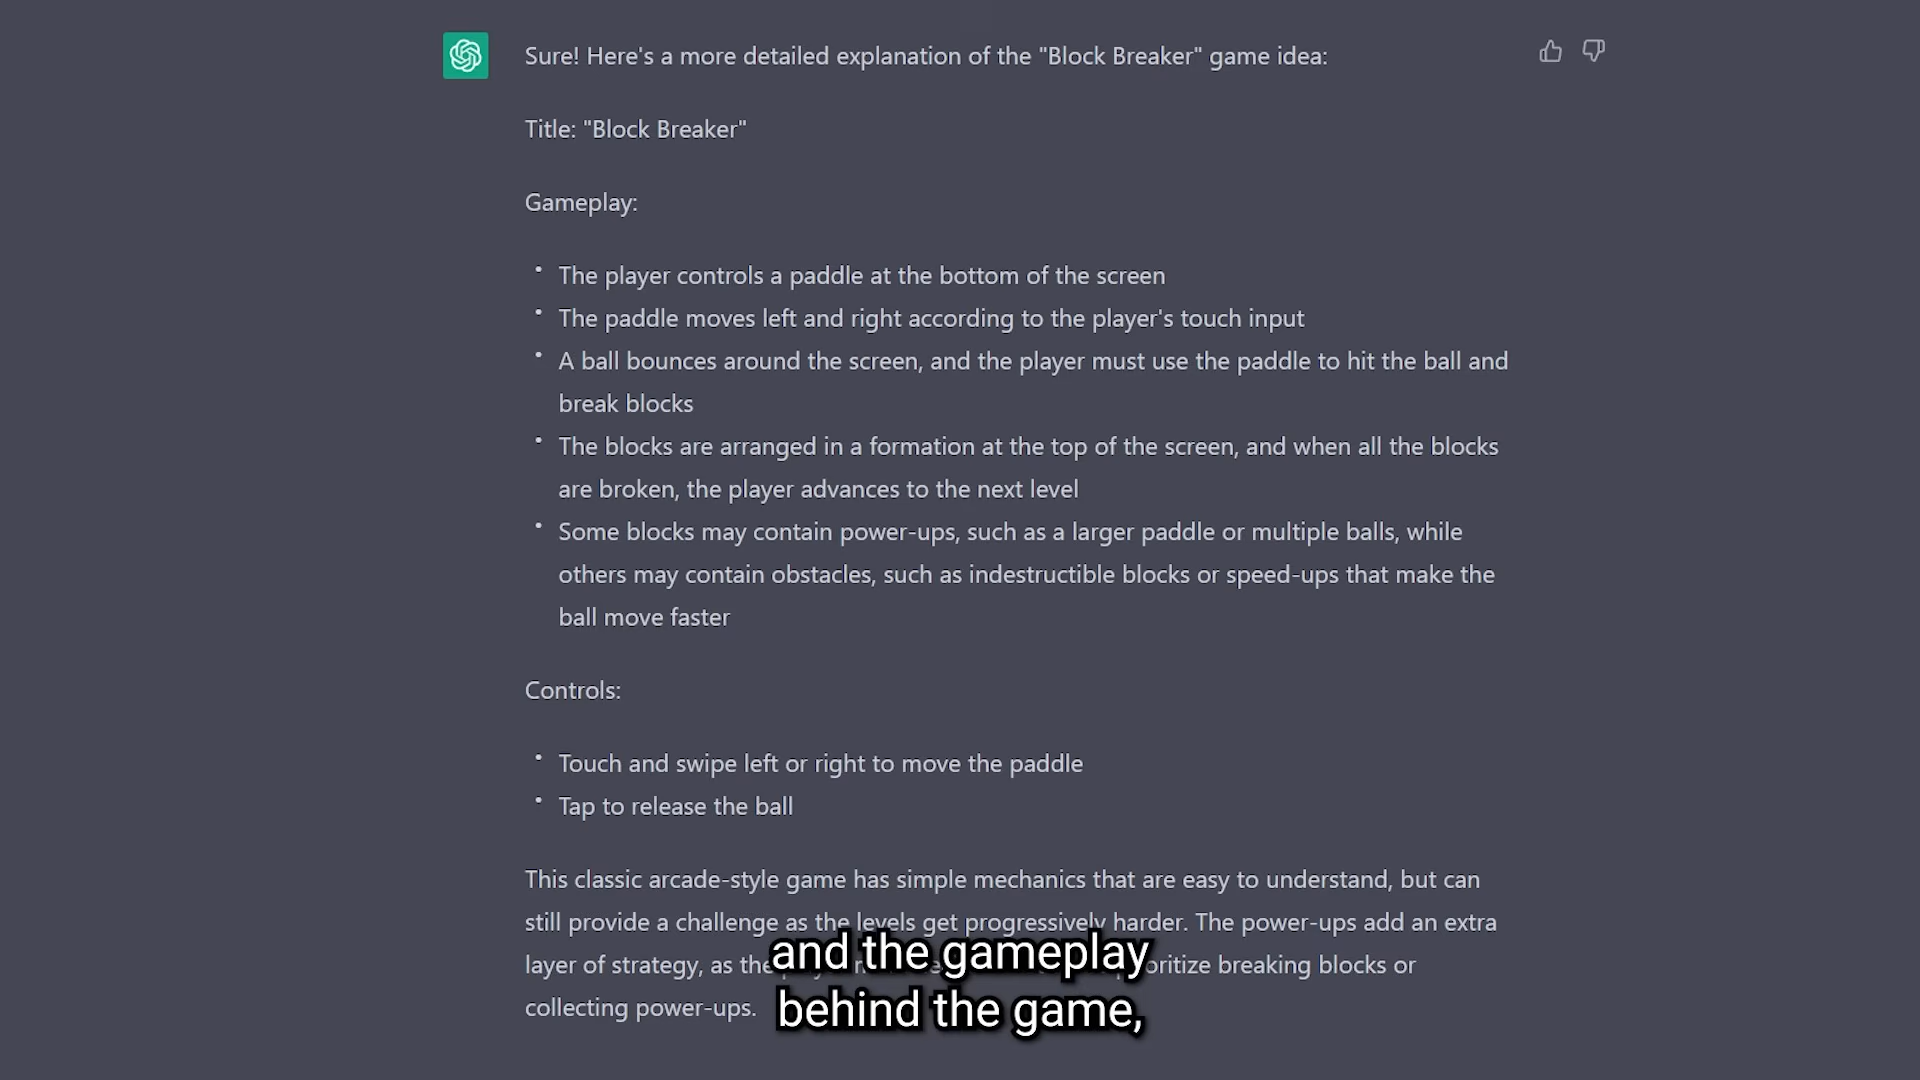 Sure! Here's a more detailed explanation of the "Block Breaker" game idea:
Title: "Block Breaker"
Gameplay:
• The player controls a paddle at the bottom of the screen
• The paddle moves left and right according to the player's touch input
• A ball bounces around the screen, and the player must use the paddle to hit the ball and
break blocks
• The blocks are arranged in a formation at the top of the screen, and when all the blocks
are broken, the player advances to the next level
• Some blocks may contain power-ups, such as a larger paddle or multiple balls, while
others may contain obstacles, such as indestructible blocks or speed-ups that make the
ball move faster
Controls:
• Touch and swipe left or right to move the paddle
• Tap to release the ball
This classic arcade-style game has simple mechanics that are easy to understand, but can
still provide a challenge as the levels get progressively harder. The power-ups add an extra
layer of strategy, as the breaking blocks or
collecting power-ups.
and the gameplay
behind the game,